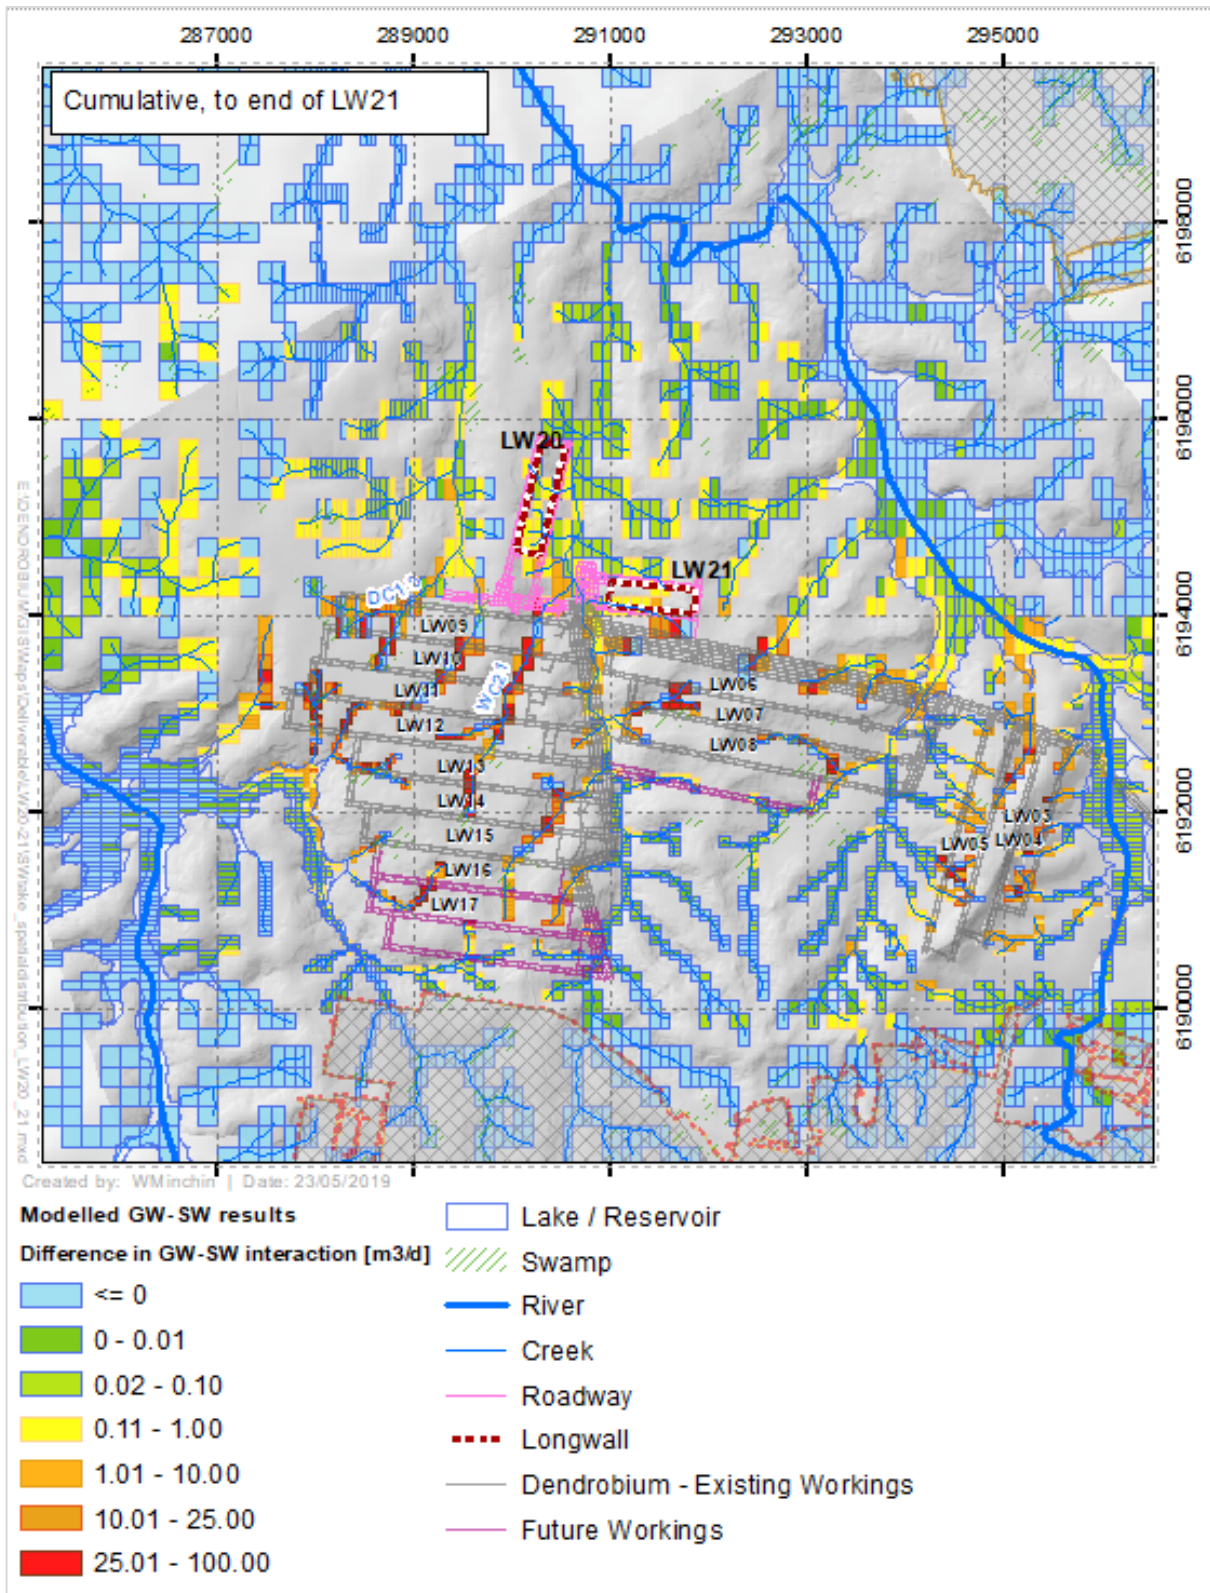 287000 289000 291000 293000 295000
Cumulative, to end of LW21
6198000
6196000
LW20
LW21
DC13
6194000
LW09
LW10
LW11
WC21
LW12
LW06
LW07
LW08
LW13
LW14
LW15
LW16
LW17
6192000
LW03
LW05 LW04
6190000
Created by: WMinchin | Date: 23/05/2019
Modelled GW-SW results
Difference in GW-SW interaction [m3/d]
<= 0
0 - 0.01
0.02 - 0.10
0.11 - 1.00
1.01 - 10.00
10.01 - 25.00
25.01 - 100.00
Lake / Reservoir
Swamp
River
Creek
Roadway
Longwall
Dendrobium - Existing Workings
Future Workings